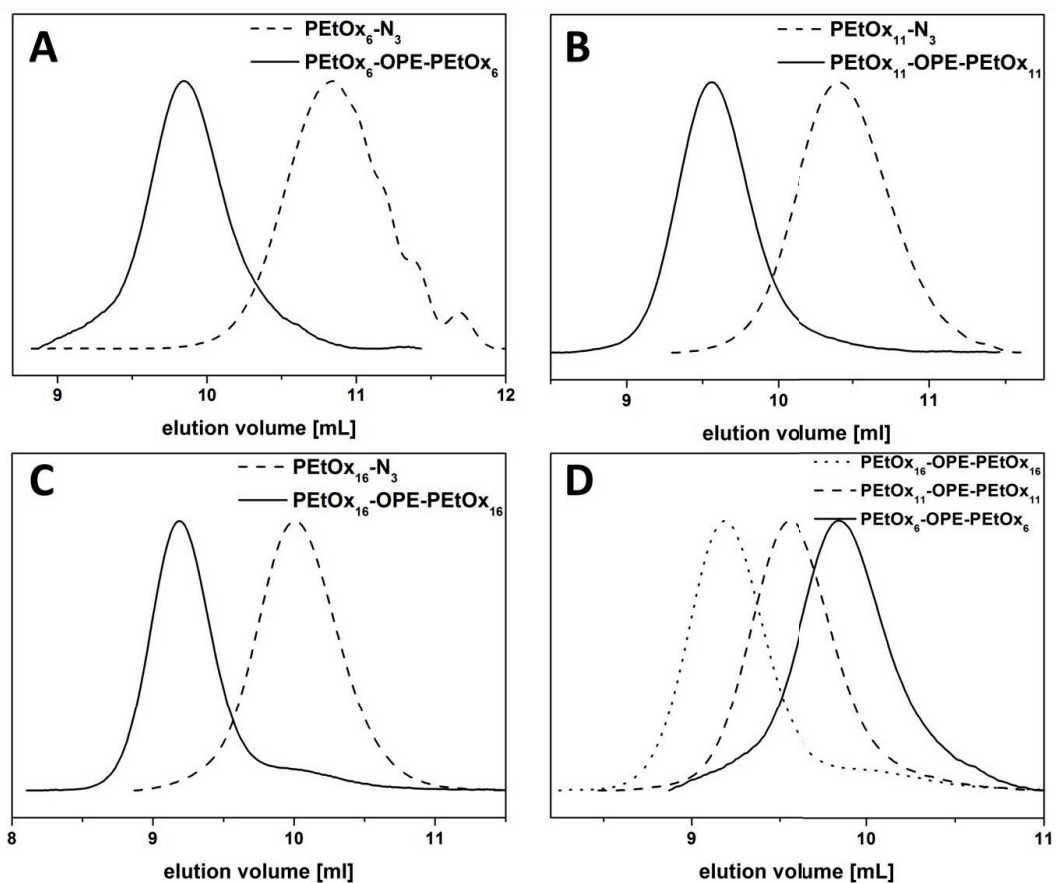 A
PEtOx₆-N₃
PEtOx₆-OPE-PEtOx₆
9 10 11 12
elution volume [mL]
B
PEtOx₁₁-N₃
PEtOx₁₁-OPE-PEtOx₁₁
9 10 11
elution volume [ml]
C
PEtOx₁₆-N₃
PEtOx₁₆-OPE-PEtOx₁₆
8 9 10 11
elution volume [ml]
D
PEtOx₁₆-OPE-PEtOx₁₆
PEtOx₁₁-OPE-PEtOx₁₁
PEtOx₆-OPE-PEtOx₆
9 10 11
elution volume [mL]